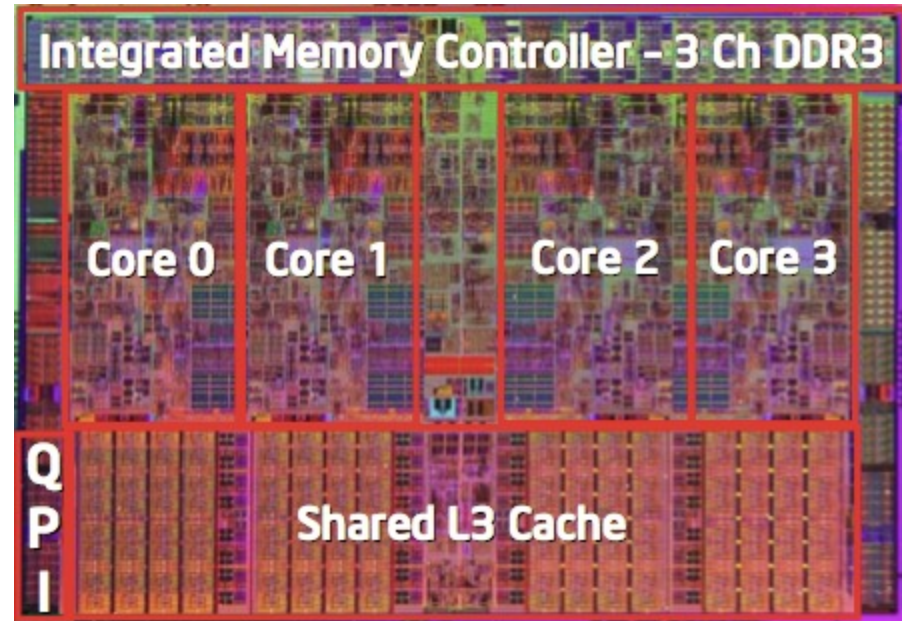 Integrated Memory Controller – 3 Ch DDR3
Core 0
Core 1
Core 2
Core 3
Q
P
I
Shared L3 Cache